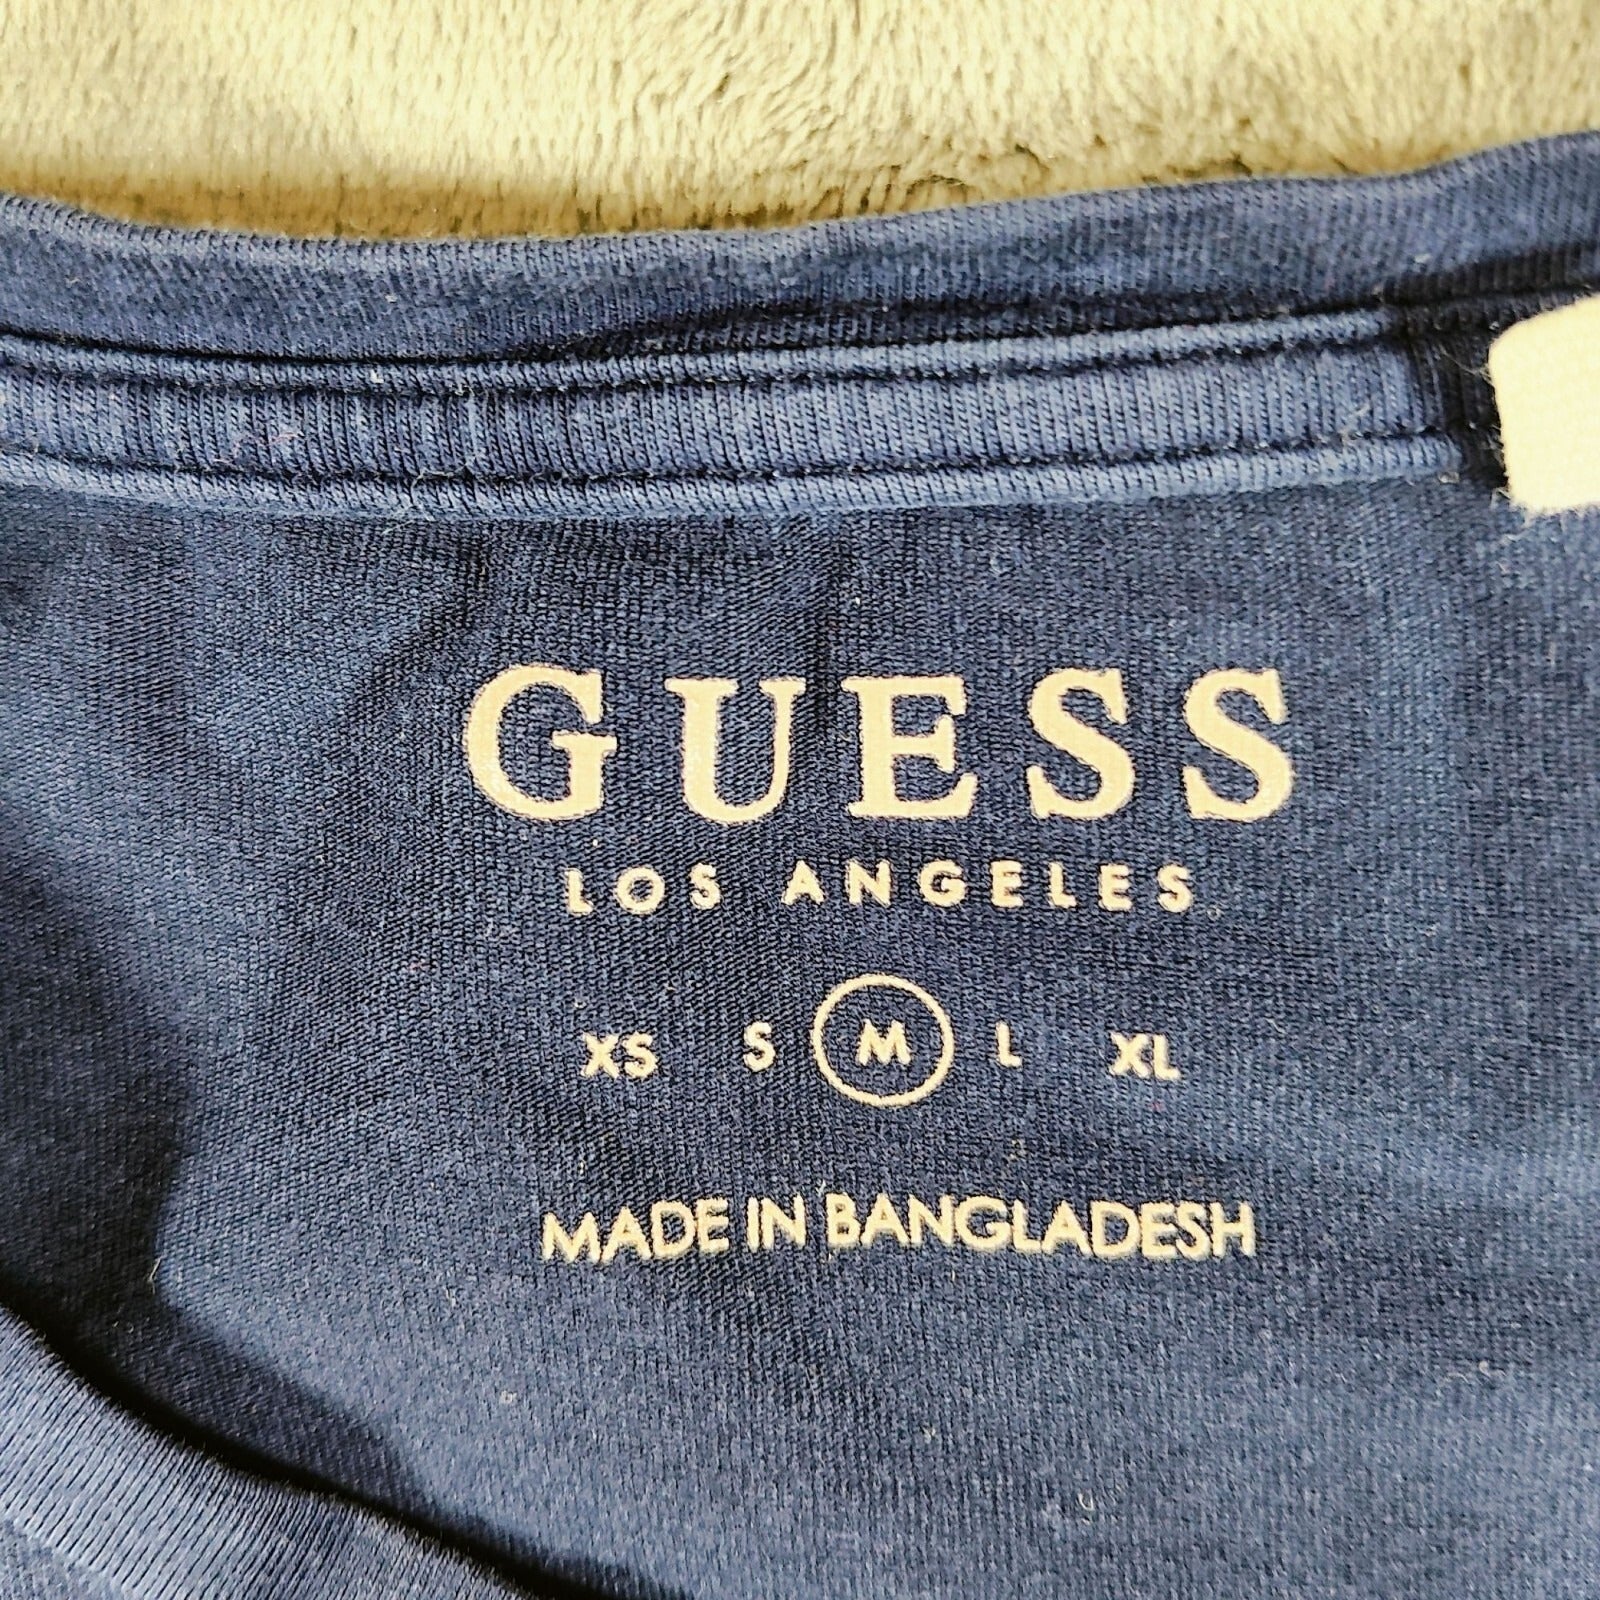 GUESS
LOS ANGELES
XS S M L XL
MADE IN BANGLADESH